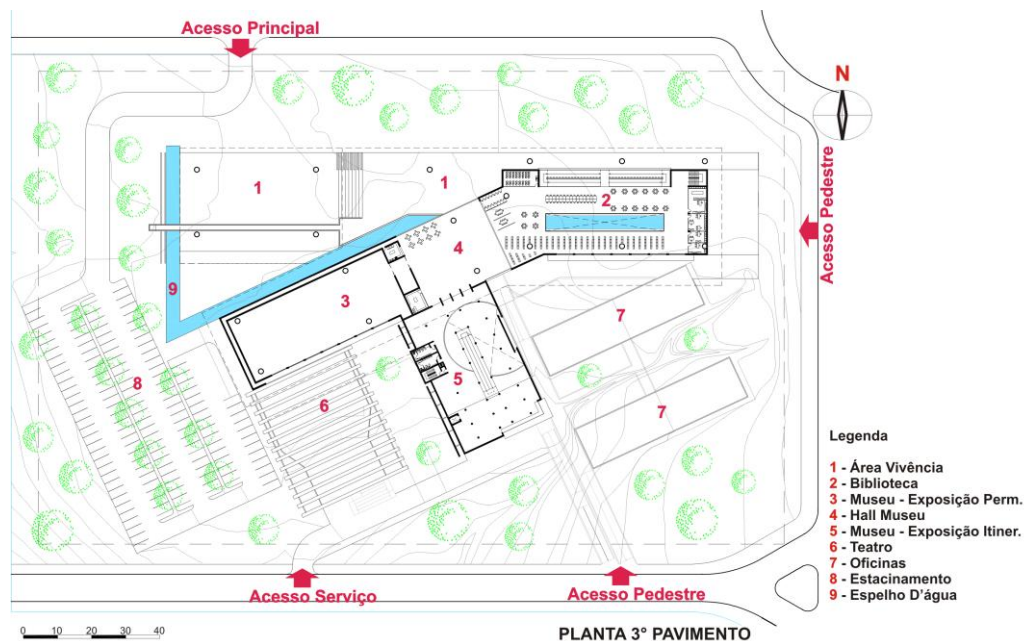 Acesso Principal
N
1
1
2
Acesso Pedestre
4
9
3
7
5
8
6
7
Legenda
1 - Área Vivência
2 - Biblioteca
3 - Museu - Exposição Perm.
4 - Hall Museu
5 - Museu - Exposição Itiner.
6 - Teatro
7 - Oficinas
8 - Estacinamento
9 - Espelho D'água
Acesso Serviço
Acesso Pedestre
0 10 20 30 40
PLANTA 3° PAVIMENTO